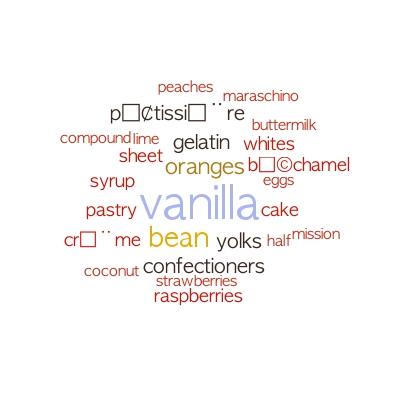 peaches
maraschino
p□¢tissi□¨re
buttermilk
compound lime gelatin whites
sheet oranges b□©chamel
syrup eggs
pastry vanilla cake
cr□¨me bean yolks half mission
coconut confectioners
strawberries
raspberries